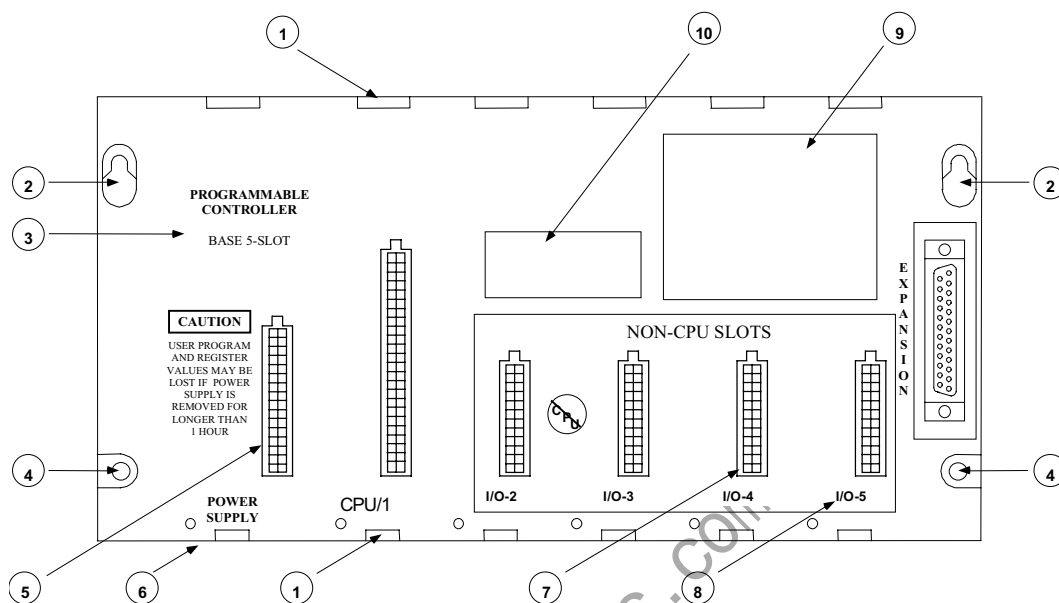 1
10
9
2
2
PROGRAMMABLE
CONTROLLER
3
BASE 5-SLOT
EXPANSION
CAUTION
USER PROGRAM
AND REGISTER
VALUES MAY BE
LOST IF POWER
SUPPLY IS
REMOVED FOR
LONGER THAN
1 HOUR
NON-CPU SLOTS
CPU
4
4
I/O-2
I/O-3
I/O-4
I/O-5
POWER
SUPPLY
CPU/1
5
6
1
7
8